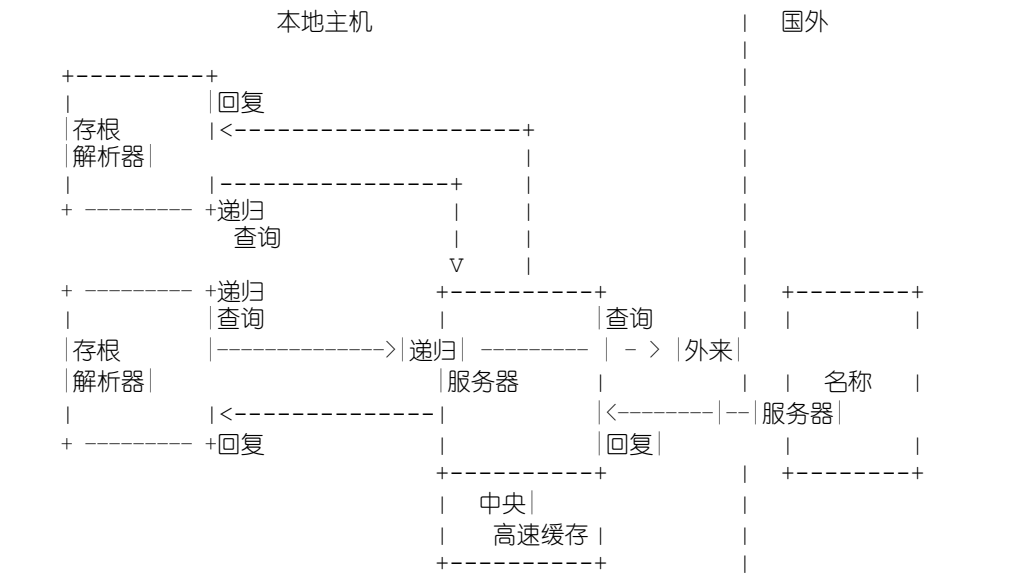 本地主机 | 国外
|
+---------+ |
| |回复 |
|存根 |<--------------------+ |
|解析器| | |
| |----------------+ | |
+ --------- +递归 | | |
查询 | | |
V | |
+ --------- +递归 +----------+ | +--------+
| |查询 | |查询 | | |
|存根 |-------------->|递归| --------- | - > |外来|
|解析器| |服务器 | | | 名称 |
| |<--------------| |<--------|--|服务器|
+ --------- +回复 | |回复| | |
+----------+ | +--------+
| 中央| |
| 高速缓存 | |
+----------+ |